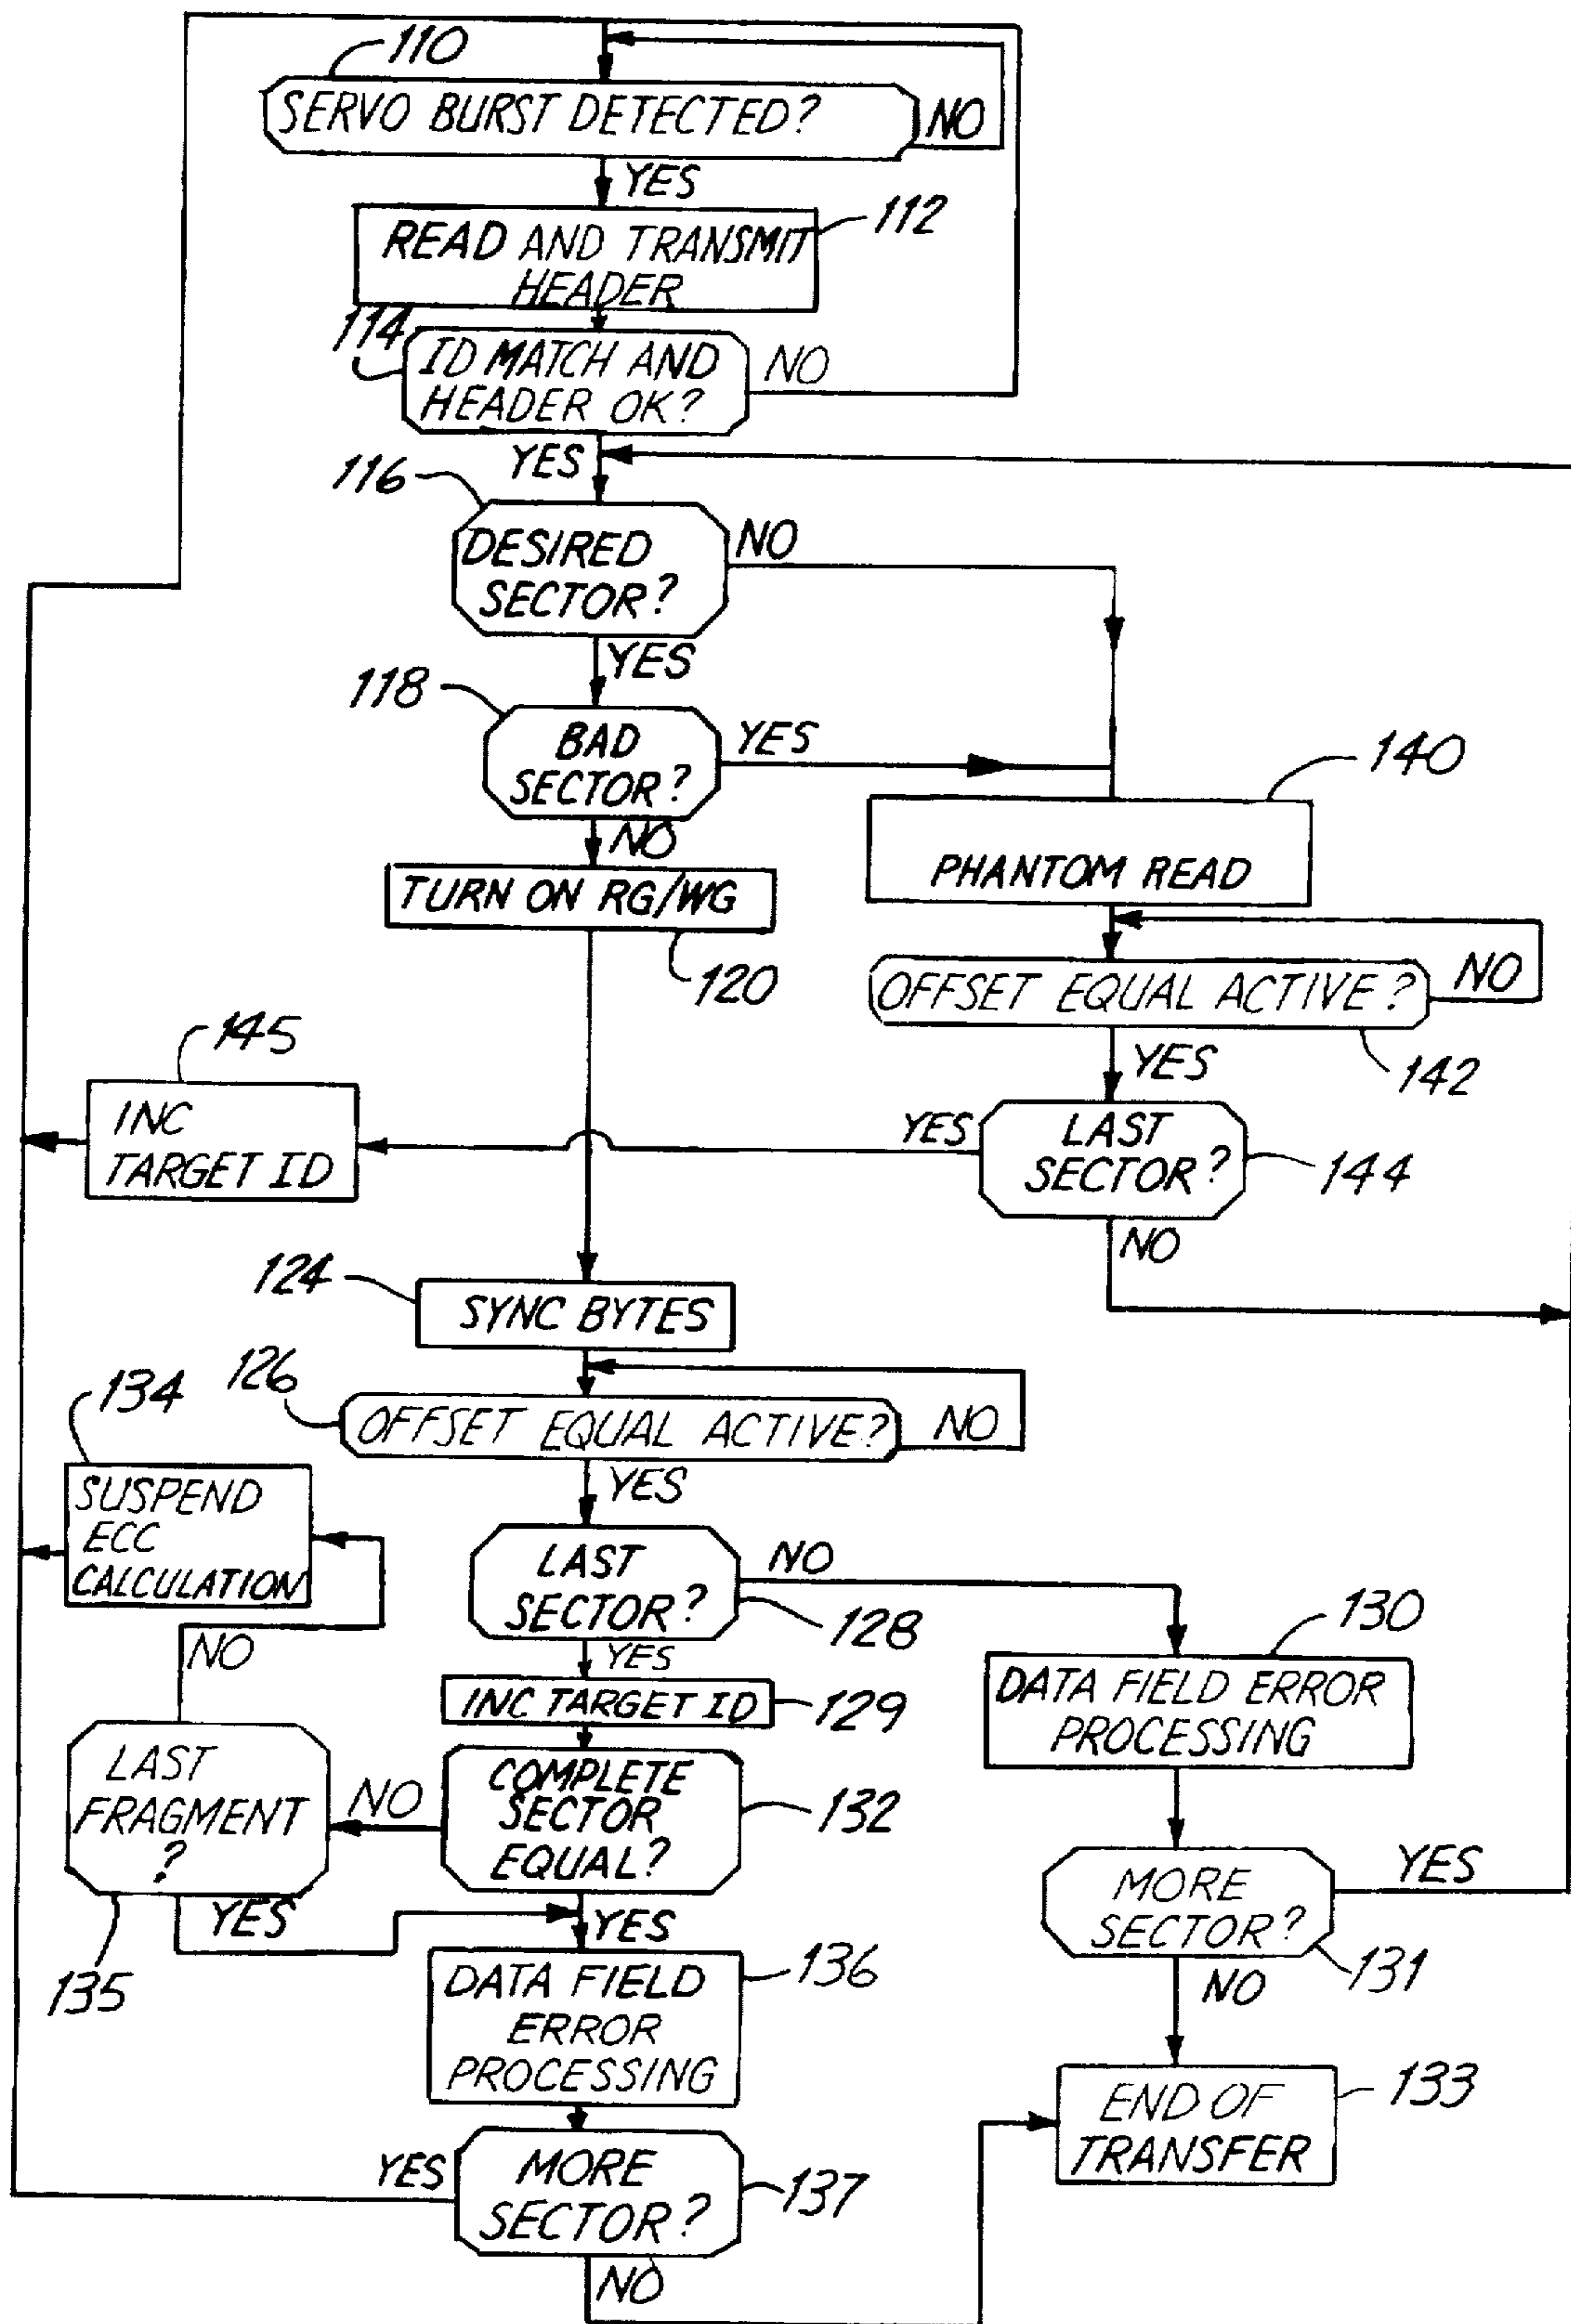 110
SERVO BURST DETECTED?
NO
YES
112
READ AND TRANSMIT
HEADER
114
ID MATCH AND
HEADER OK?
NO
YES
116
DESIRED
SECTOR?
NO
YES
118
BAD
SECTOR?
YES
NO
140
PHANTOM READ
TURN ON RG/WG
120
OFFSET EQUAL ACTIVE?
NO
142
YES
145
INC
TARGET ID
YES
LAST
SECTOR?
144
NO
124
SYNC BYTES
126
OFFSET EQUAL ACTIVE?
NO
YES
134
SUSPEND
ECC
CALCULATION
NO
LAST
SECTOR?
NO
128
YES
130
DATA FIELD ERROR
PROCESSING
INC TARGET ID
129
LAST
FRAGMENT
?
NO
COMPLETE
SECTOR
EQUAL?
132
YES
135
YES
MORE
SECTOR?
YES
131
NO
DATA FIELD
ERROR
PROCESSING
136
END OF
TRANSFER
133
YES
MORE
SECTOR?
137
NO